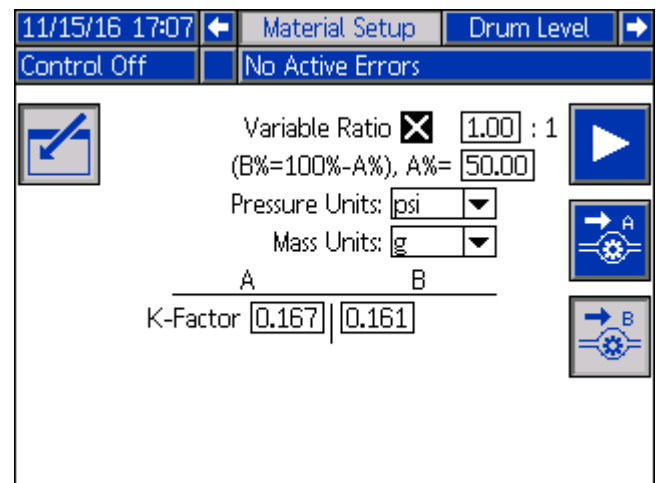 11/15/16 17:07 Material Setup Drum Level
Control Off No Active Errors
Variable Ratio 1.00 : 1
(B%=100%-A%), A%= 50.00
Pressure Units: psi
Mass Units: g
A B
K-Factor 0.167 0.161
A
B